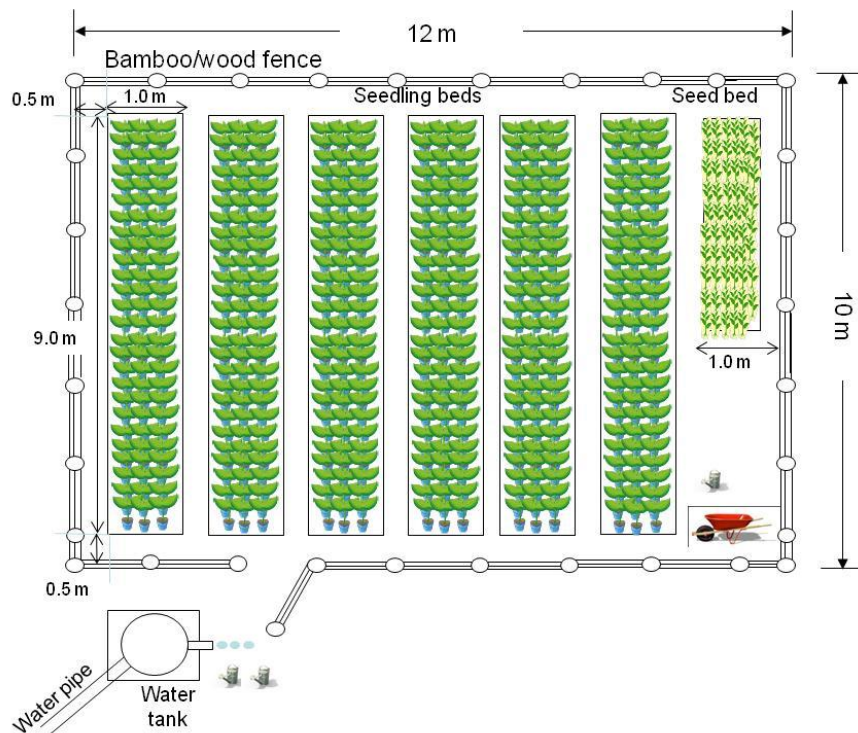 12 m
Bamboo/wood fence
0.5 m
1.0 m
Seedling beds
Seed bed
9.0 m
10 m
1.0 m
0.5 m
Water pipe
Water
tank